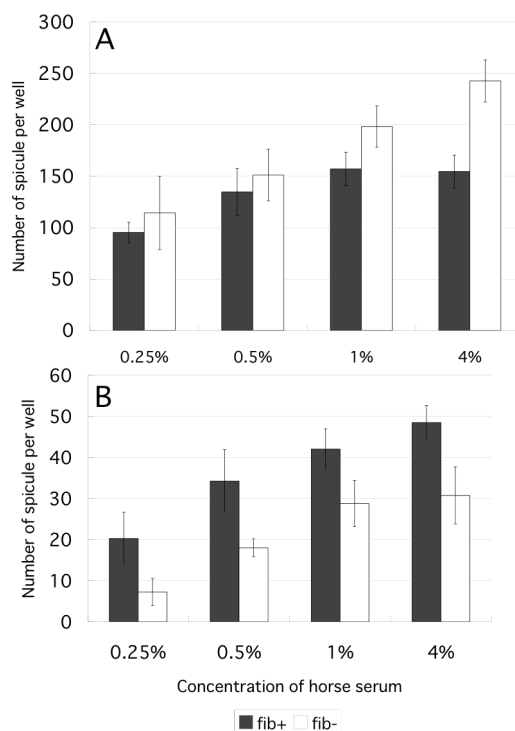 A
Number of spicule per well
300
250
200
150
100
50
0
0.25% 0.5% 1% 4%
B
Number of spicule per well
60
50
40
30
20
10
0
0.25% 0.5% 1% 4%
Concentration of horse serum
fib+ fib-